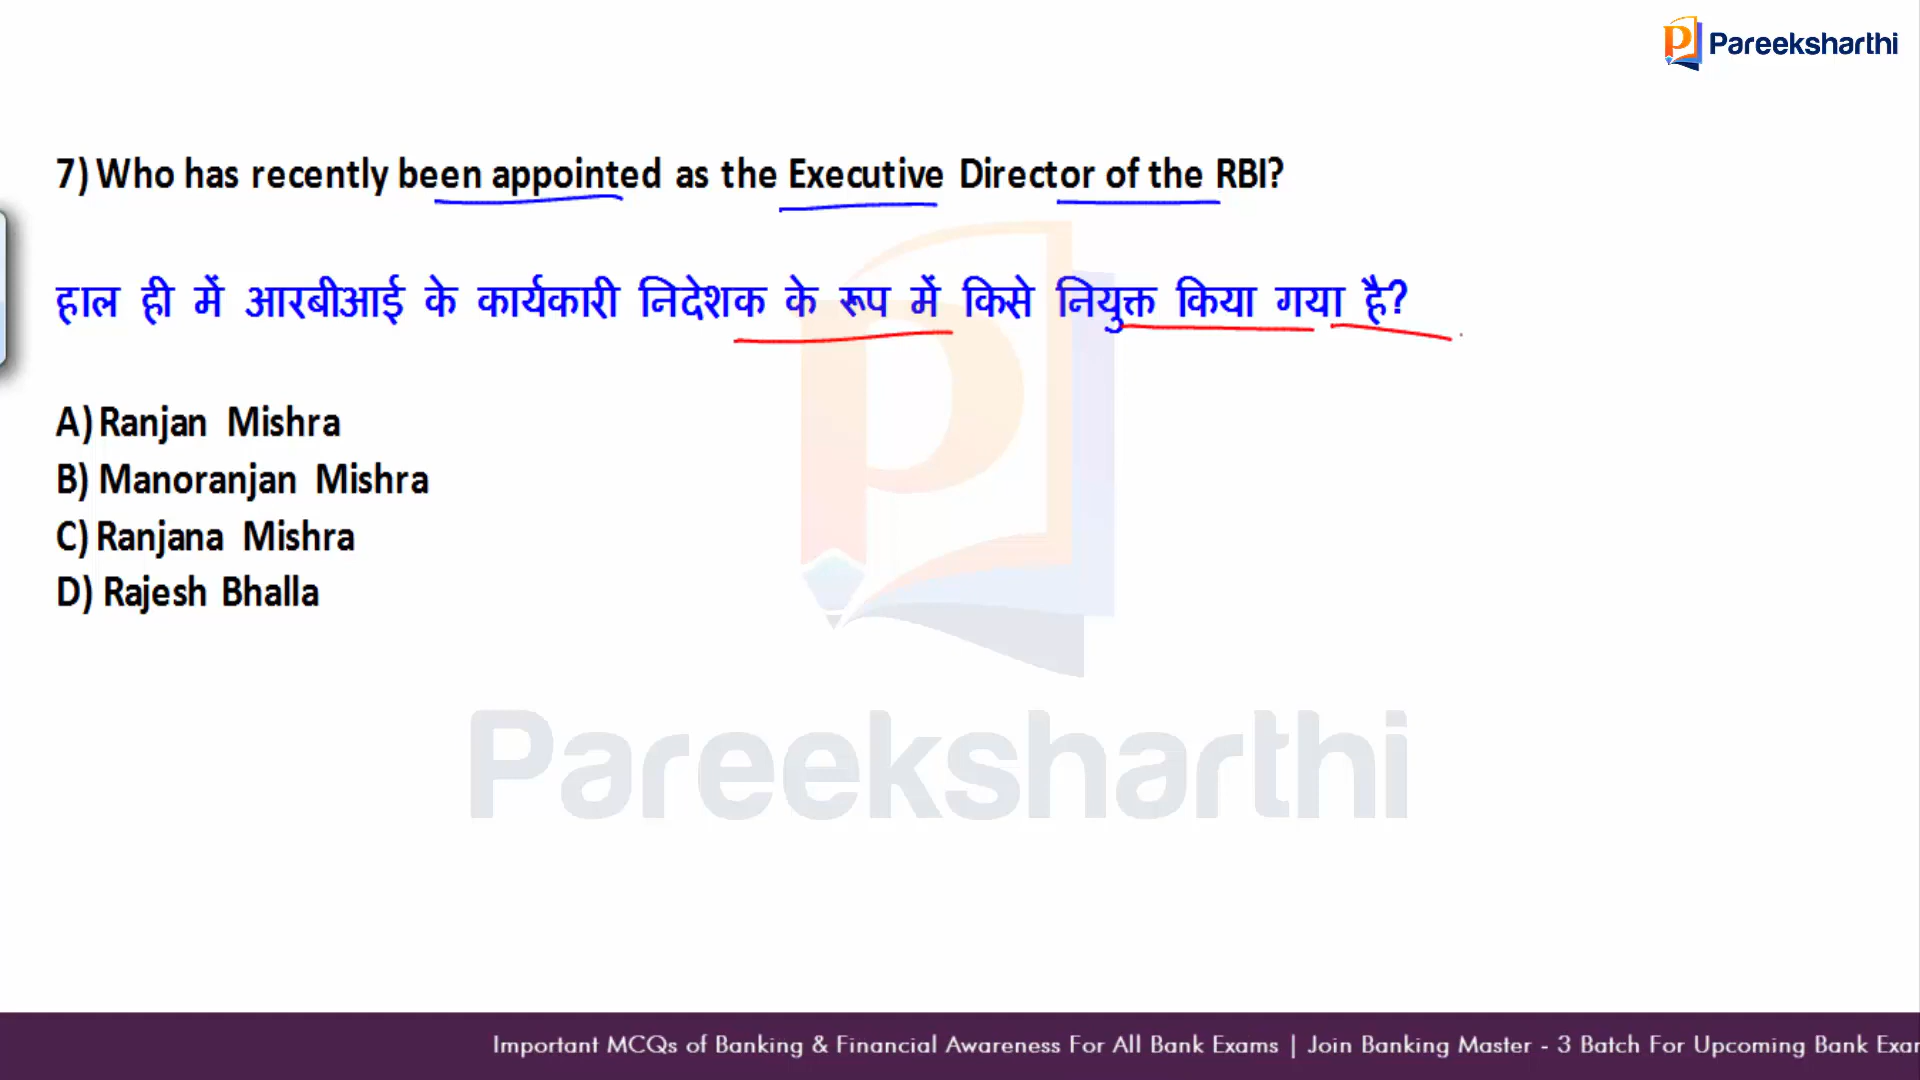 Pareeksharthi
7) Who has recently been appointed as the Executive Director of the RBI?
हाल ही में आरबीआई के कार्यकारी निदेशक के रूप में किसे नियुक्त किया गया है?
A) Ranjan Mishra
B) Manoranjan Mishra
C) Ranjana Mishra
D) Rajesh Bhalla
Pareeksharthi
Important MCQs of Banking & Financial Awareness For All Bank Exams | Join Banking Master - 3 Batch For Upcoming Bank Exar